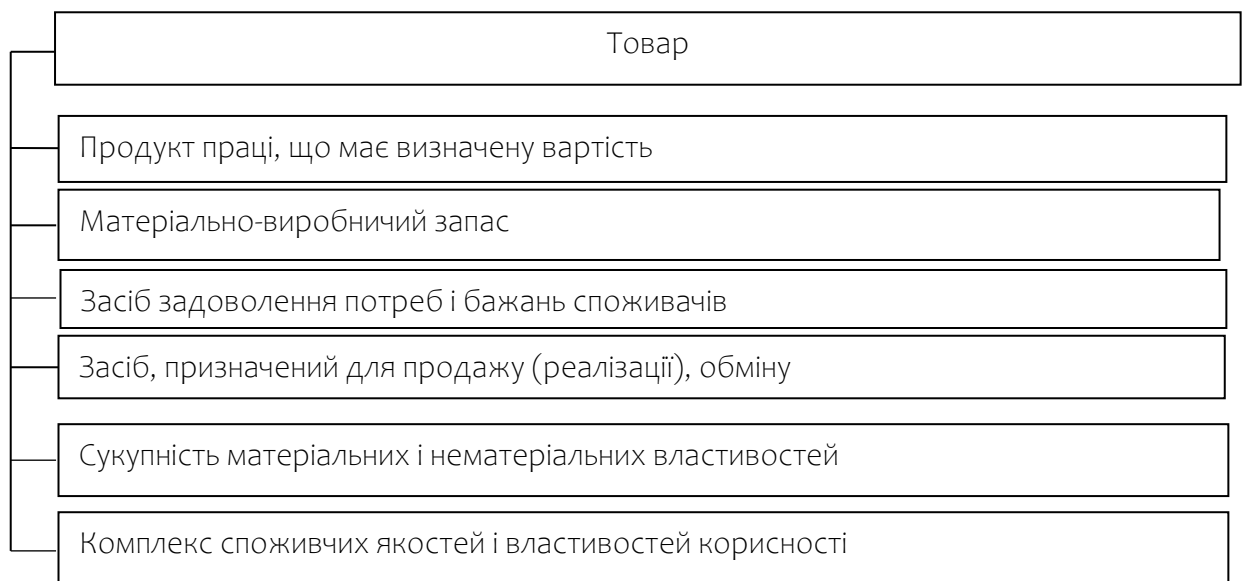 Товар
Продукт праці, що має визначену вартість
Матеріально-виробничий запас
Засіб задоволення потреб і бажань споживачів
Засіб, призначений для продажу (реалізації), обміну
Сукупність матеріальних і нематеріальних властивостей
Комплекс споживчих якостей і властивостей корисності